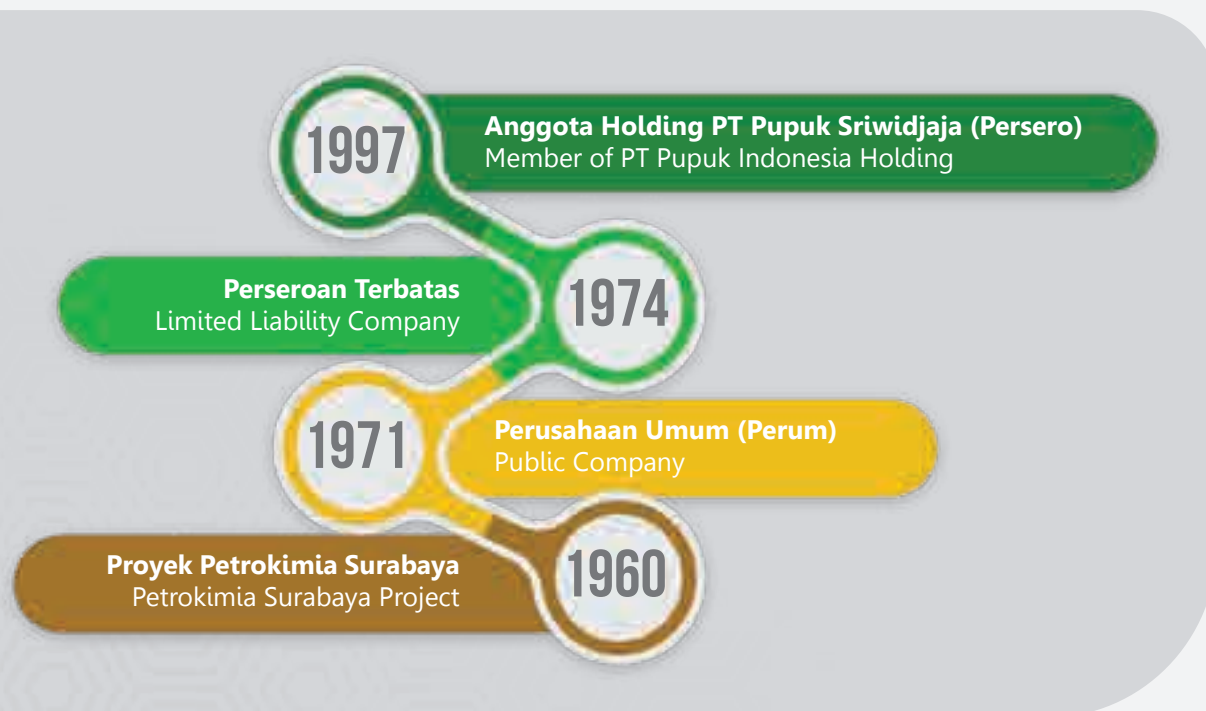 1997
Anggota Holding PT Pupuk Sriwidjaja (Persero)
Member of PT Pupuk Indonesia Holding
Perseroan Terbatas
Limited Liability Company
1974
1971
Perusahaan Umum (Perum)
Public Company
Proyek Petrokimia Surabaya
Petrokimia Surabaya Project
1960